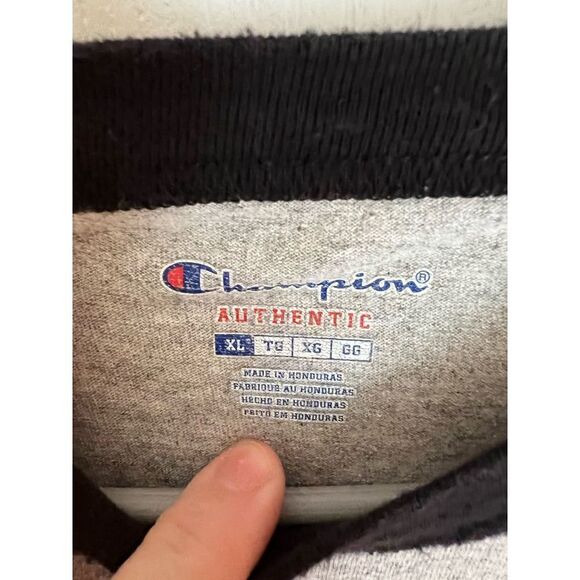 Champion®
AUTHENTIC
XL TG XG GG
MADE IN HONDURAS
FABRIQUÉ AU HONDURAS
HECHO EN HONDURAS
FEITO EM HONDURAS